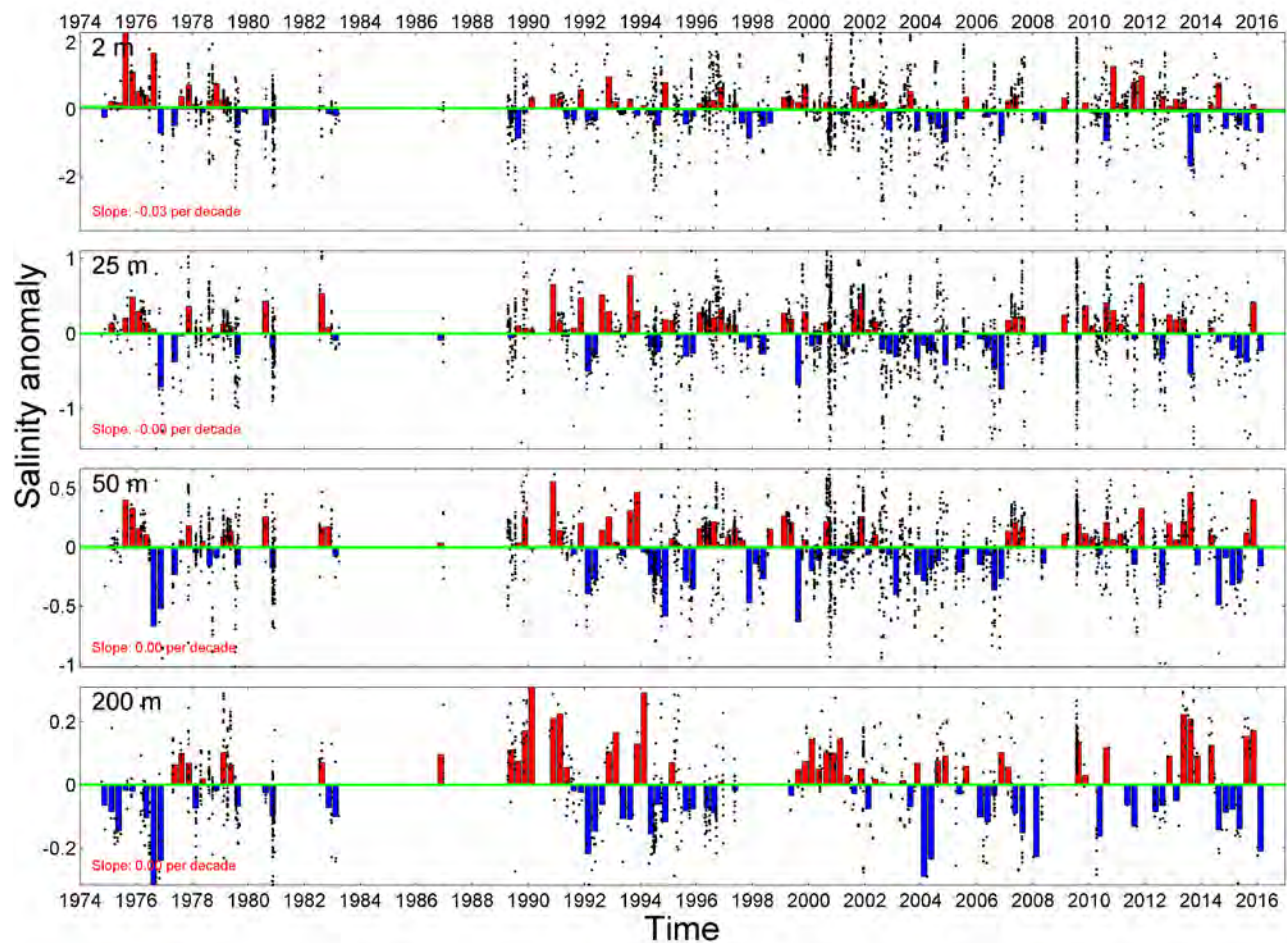 1974 1976 1978 1980 1982 1984 1986 1988 1990 1992 1994 1996 1998 2000 2002 2004 2006 2008 2010 2012 2014 2016
2 m
2
0
-2
Slope: -0.03 per decade
25 m
1
0
-1
Slope: -0.00 per decade
Salinity anomaly
50 m
0.5
0
-0.5
-1
Slope: 0.00 per decade
200 m
0.2
0
-0.2
Slope: 0.00 per decade
1974 1976 1978 1980 1982 1984 1986 1988 1990 1992 1994 1996 1998 2000 2002 2004 2006 2008 2010 2012 2014 2016
Time